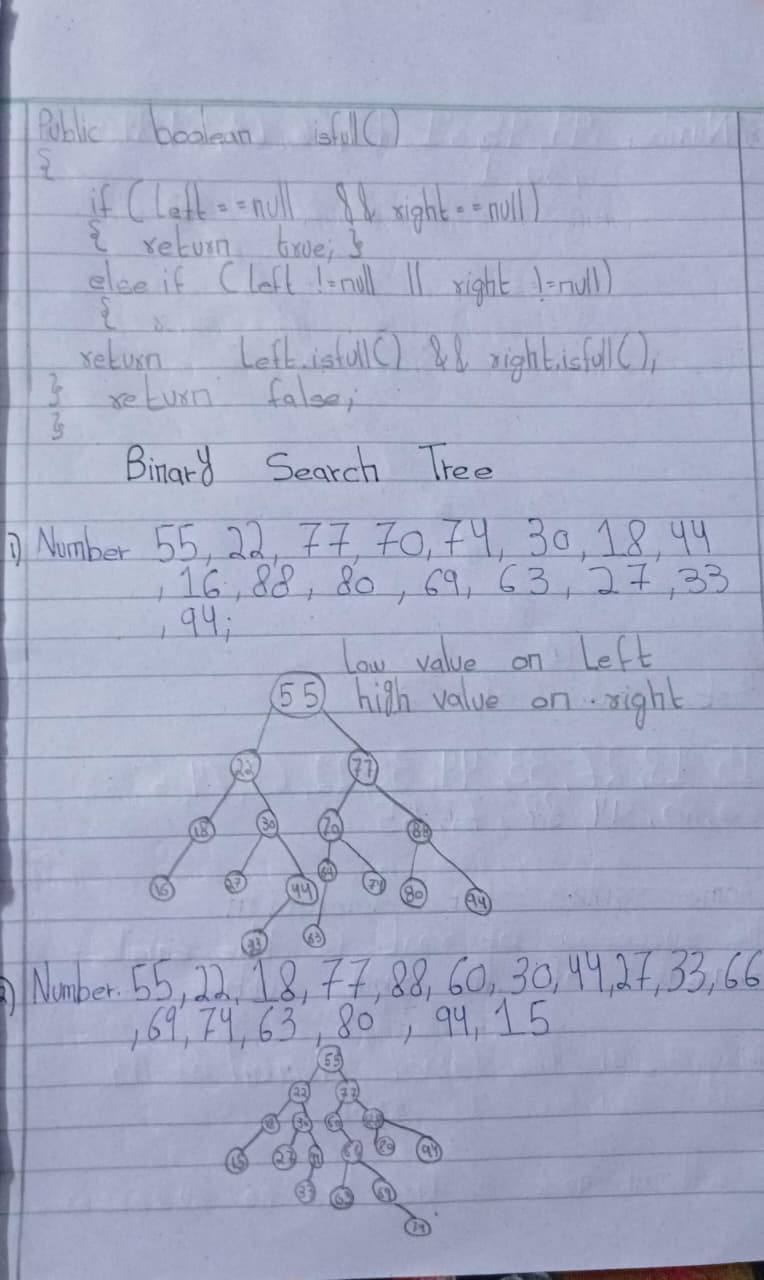 Public boolean isfull()
{
if (left == null && right == null)
{ return true; }
else if (left != null || right != null)
{
return left.isfull() && right.isfull();
} return false;
}
Binary Search Tree
1) Number 55, 22, 77, 70, 74, 30, 18, 44
, 16, 88, 80, 69, 63, 27, 33
, 94;
Low value on Left
55 high value on right
22 77
18 30 70 88
16 27 44 69 74 80 94
33 63
2) Number. 55, 22, 18, 77, 88, 60, 30, 44, 27, 33, 66
, 69, 74, 63, 80, 94, 15
55
22 77
18 30 60 88
15 27 44 66 80 94
33 63 69
74